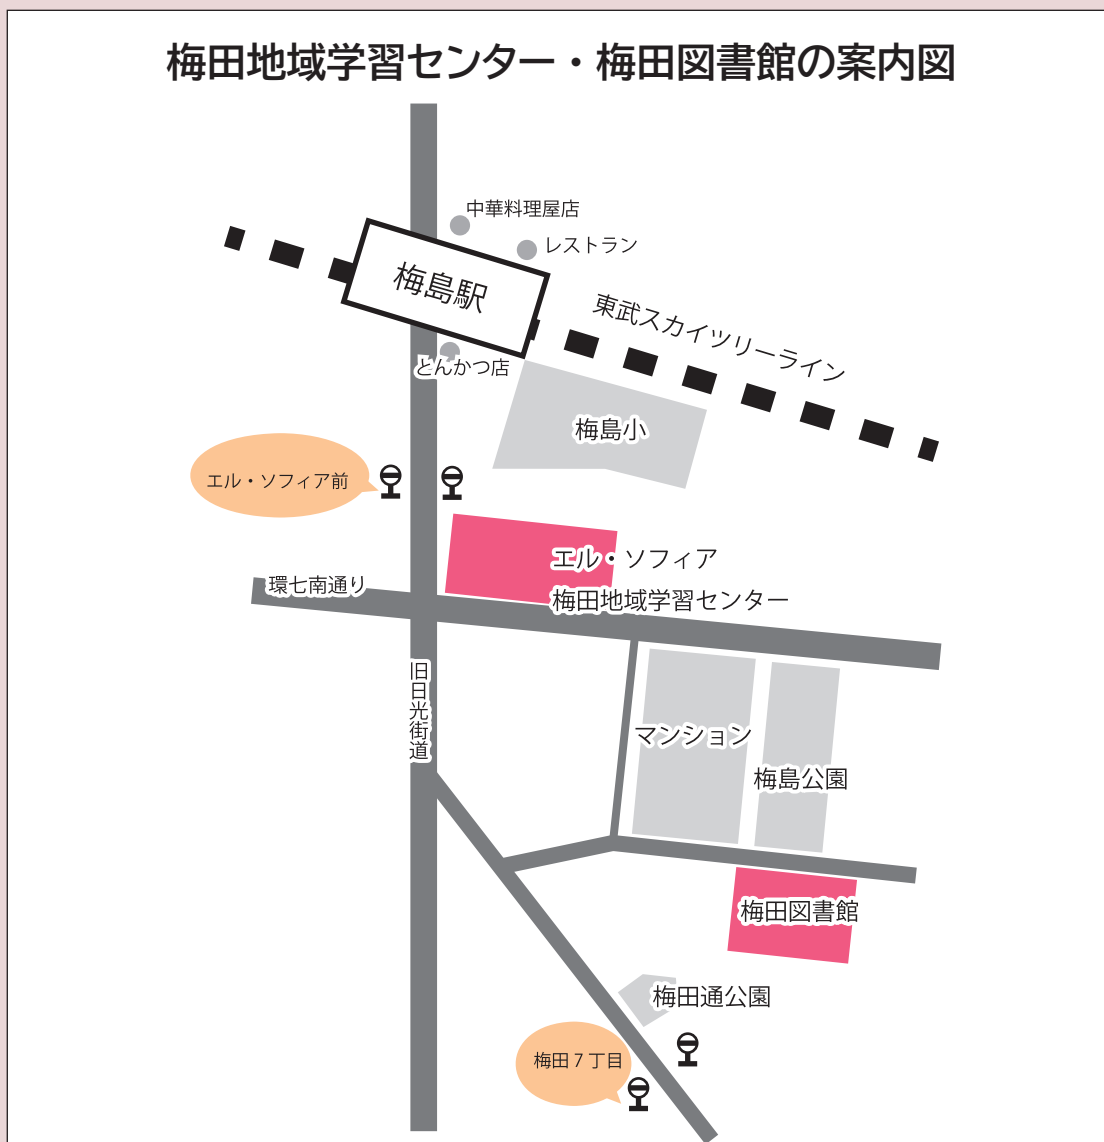 梅田地域学習センター・梅田図書館の案内図
中華料理屋店
レストラン
梅島駅
東武スカイツリーライン
とんかつ店
梅島小
エル・ソフィア前
エル・ソフィア
環七南通り
梅田地域学習センター
旧日光街道
マンション
梅島公園
梅田図書館
梅田通公園
梅田7丁目